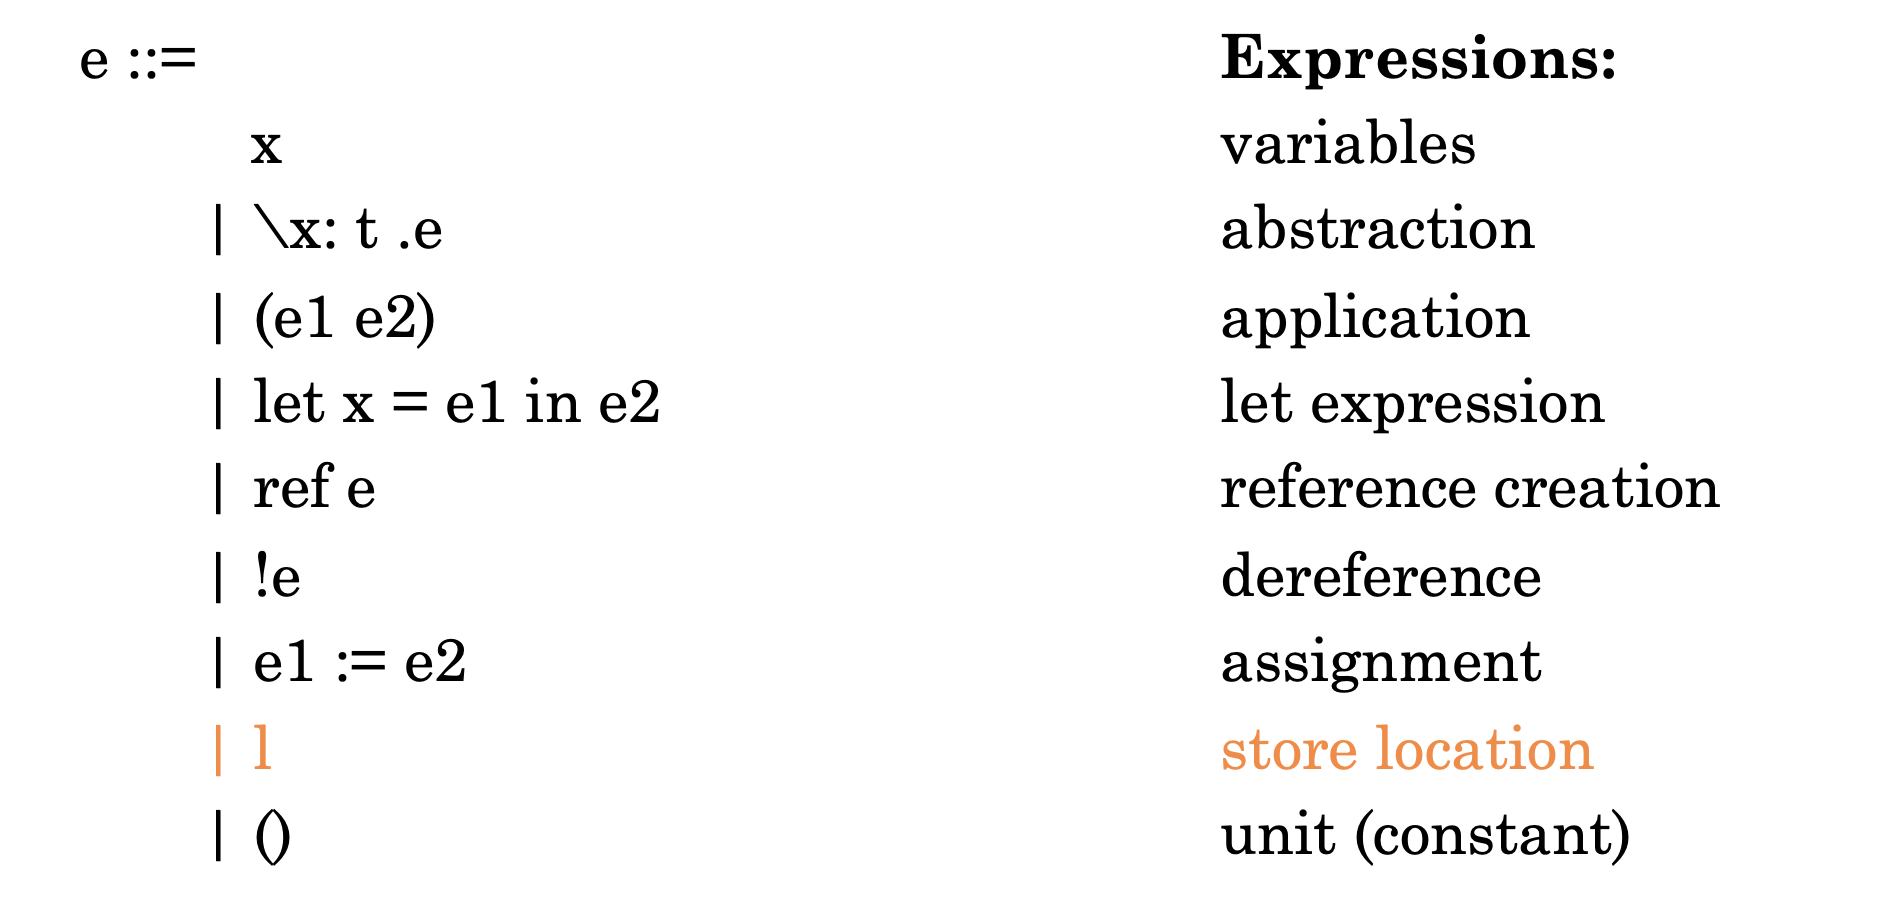 e ::= Expressions:
x variables
| \x: t .e abstraction
| (e1 e2) application
| let x = e1 in e2 let expression
| ref e reference creation
| !e dereference
| e1 := e2 assignment
| l store location
| () unit (constant)